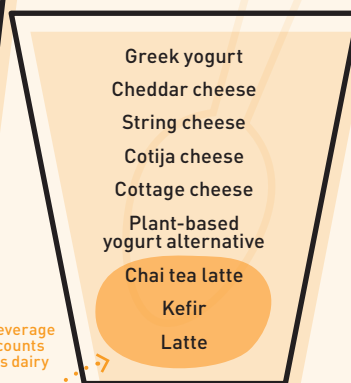 Greek yogurt
Cheddar cheese
String cheese
Cotija cheese
Cottage cheese
Plant-based
yogurt alternative
Chai tea latte
Kefir
Latte
everage
counts
s dairy